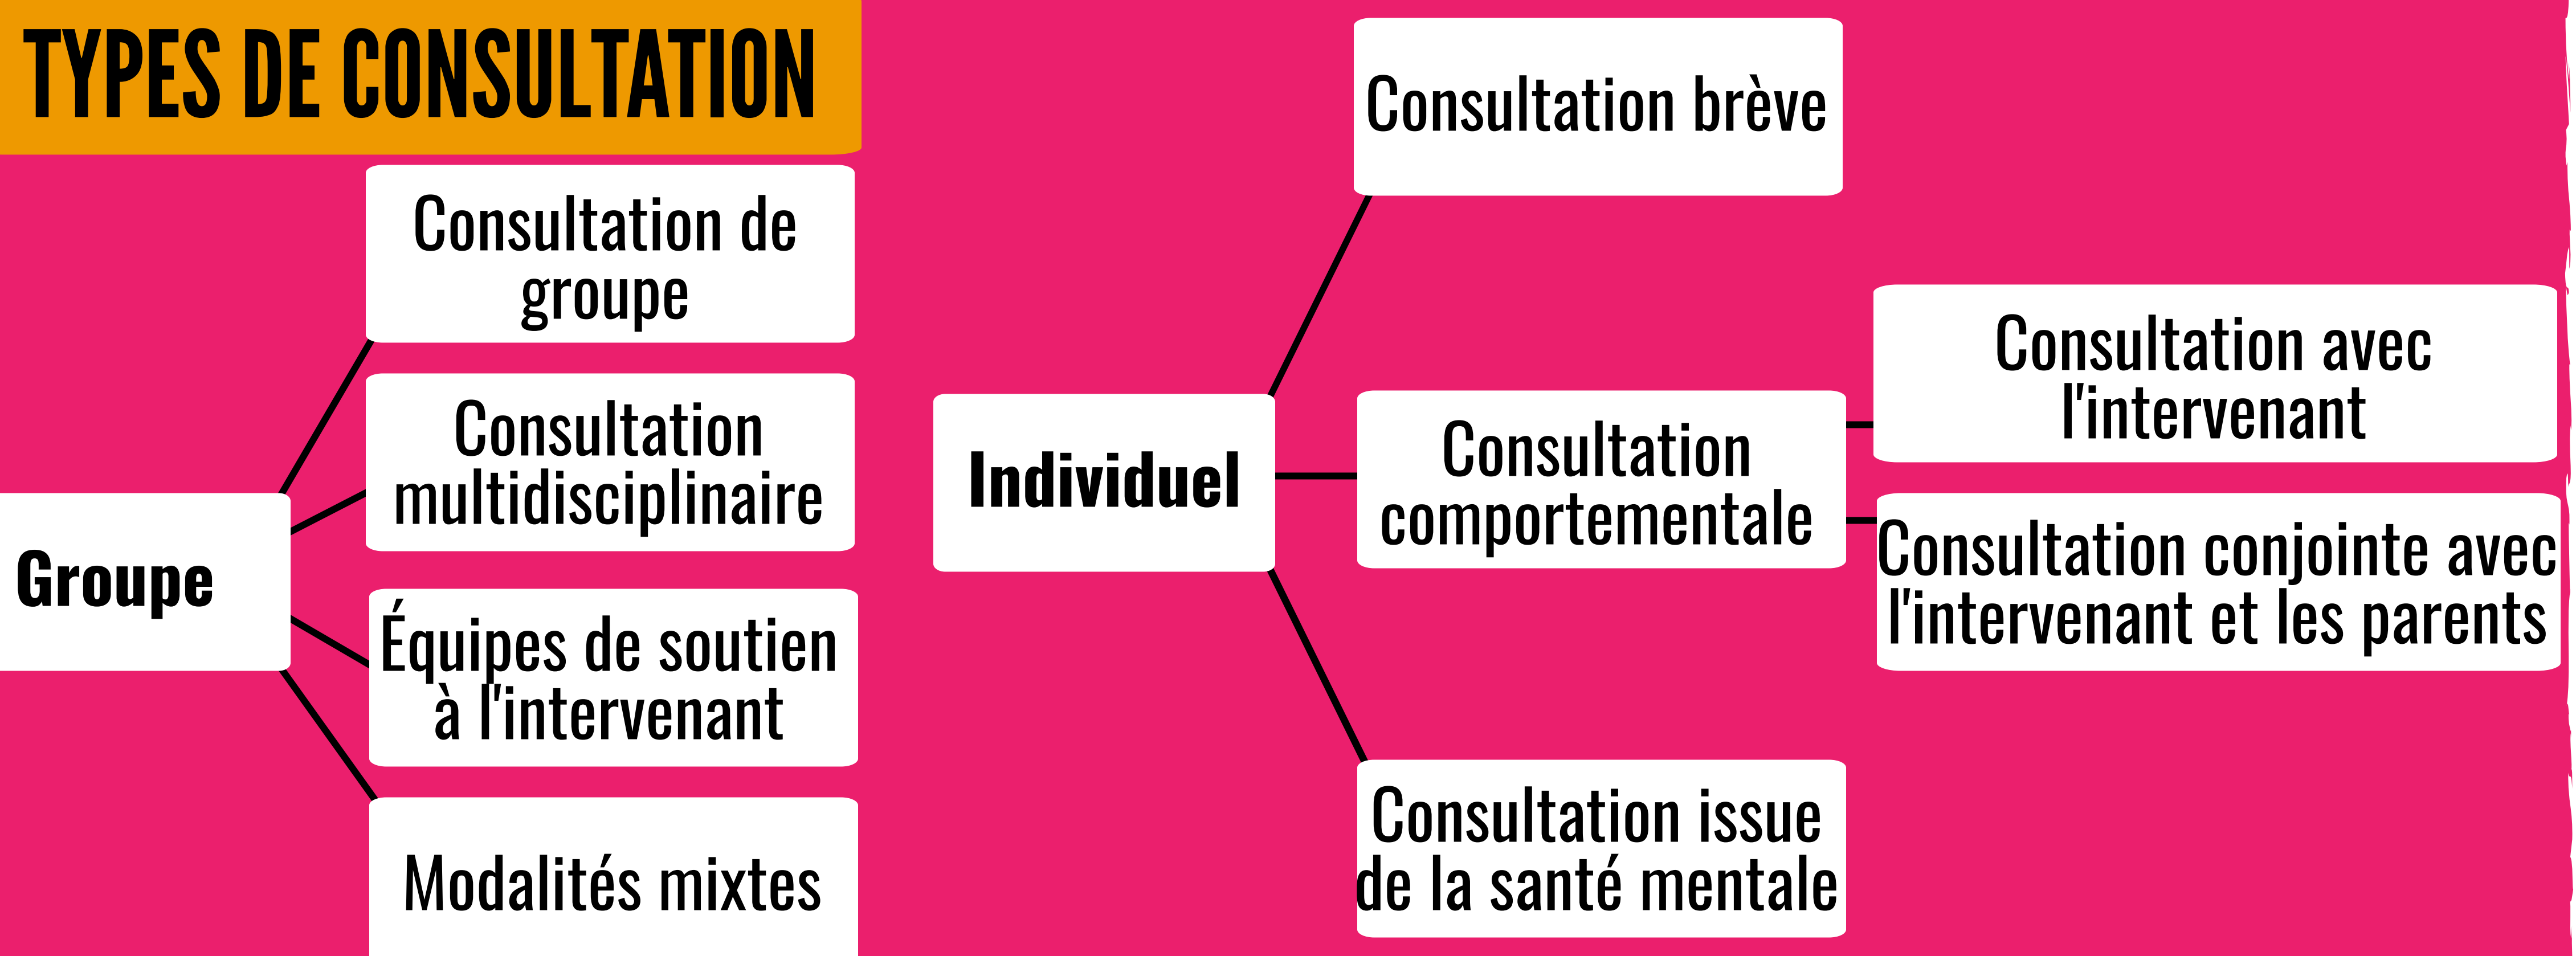 TYPES DE CONSULTATION
Groupe
Consultation de
groupe
Consultation
multidisciplinaire
Équipes de soutien
à l'intervenant
Modalités mixtes
Individuel
Consultation brève
Consultation
comportementale
Consultation avec
l'intervenant
Consultation conjointe avec
l'intervenant et les parents
Consultation issue
de la santé mentale